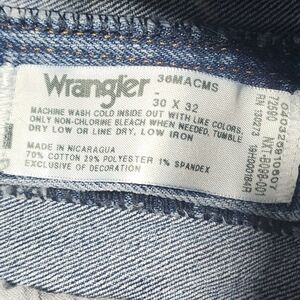 Wrangler 36MACMS
-
30 X 32
MACHINE WASH COLD INSIDE OUT WITH LIKE COLORS,
ONLY NON-CHLORINE BLEACH WHEN NEEDED, TUMBLE
DRY LOW OR LINE DRY, LOW IRON
MADE IN NICARAGUA
70% COTTON 29% POLYESTER 1% SPANDEX
EXCLUSIVE OF DECORATION
RN 130273